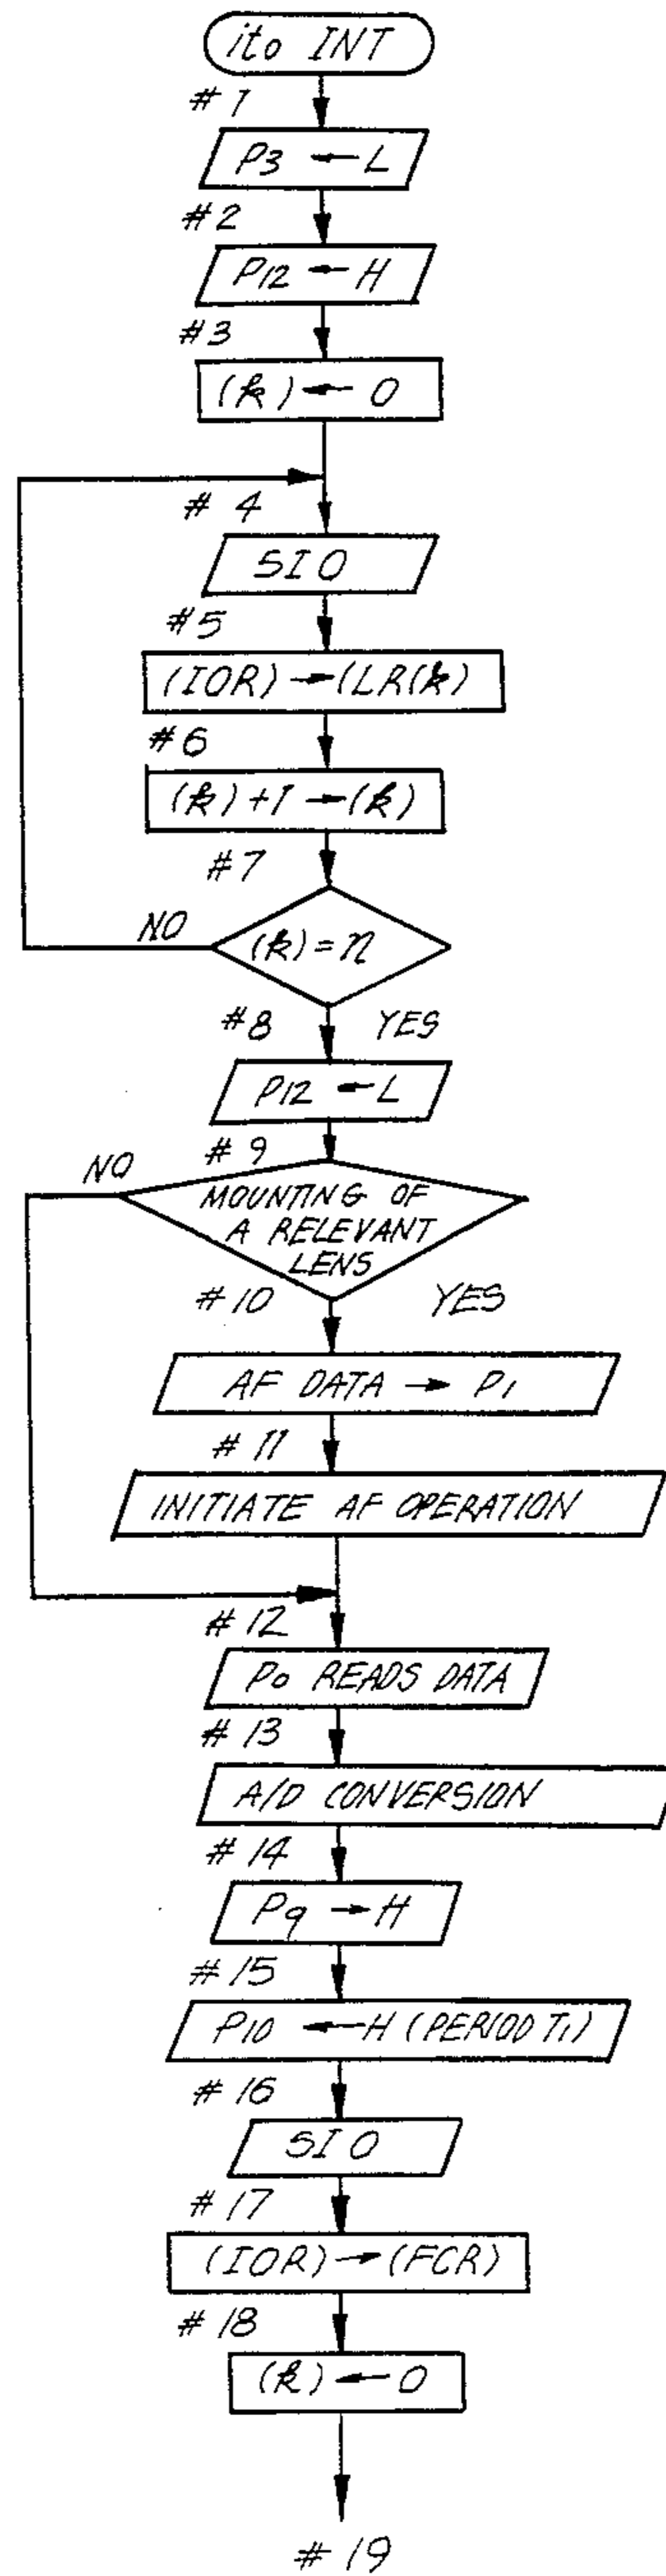 ito INT
#1
P3 ← L
#2
P12 ← H
#3
(k) ← 0
#4
SIO
#5
(IOR) → (LR(k)
#6
(k) + 1 → (k)
#7
NO
(k) = n
#8 YES
P12 ← L
#9
NO
MOUNTING OF
A RELEVANT
LENS
#10 YES
AF DATA → P1
#11
INITIATE AF OPERATION
#12
P0 READS DATA
#13
A/D CONVERSION
#14
P9 → H
#15
P10 ← H (PERIOD T1)
#16
SIO
#17
(IOR) → (FCR)
#18
(k) ← 0
#19